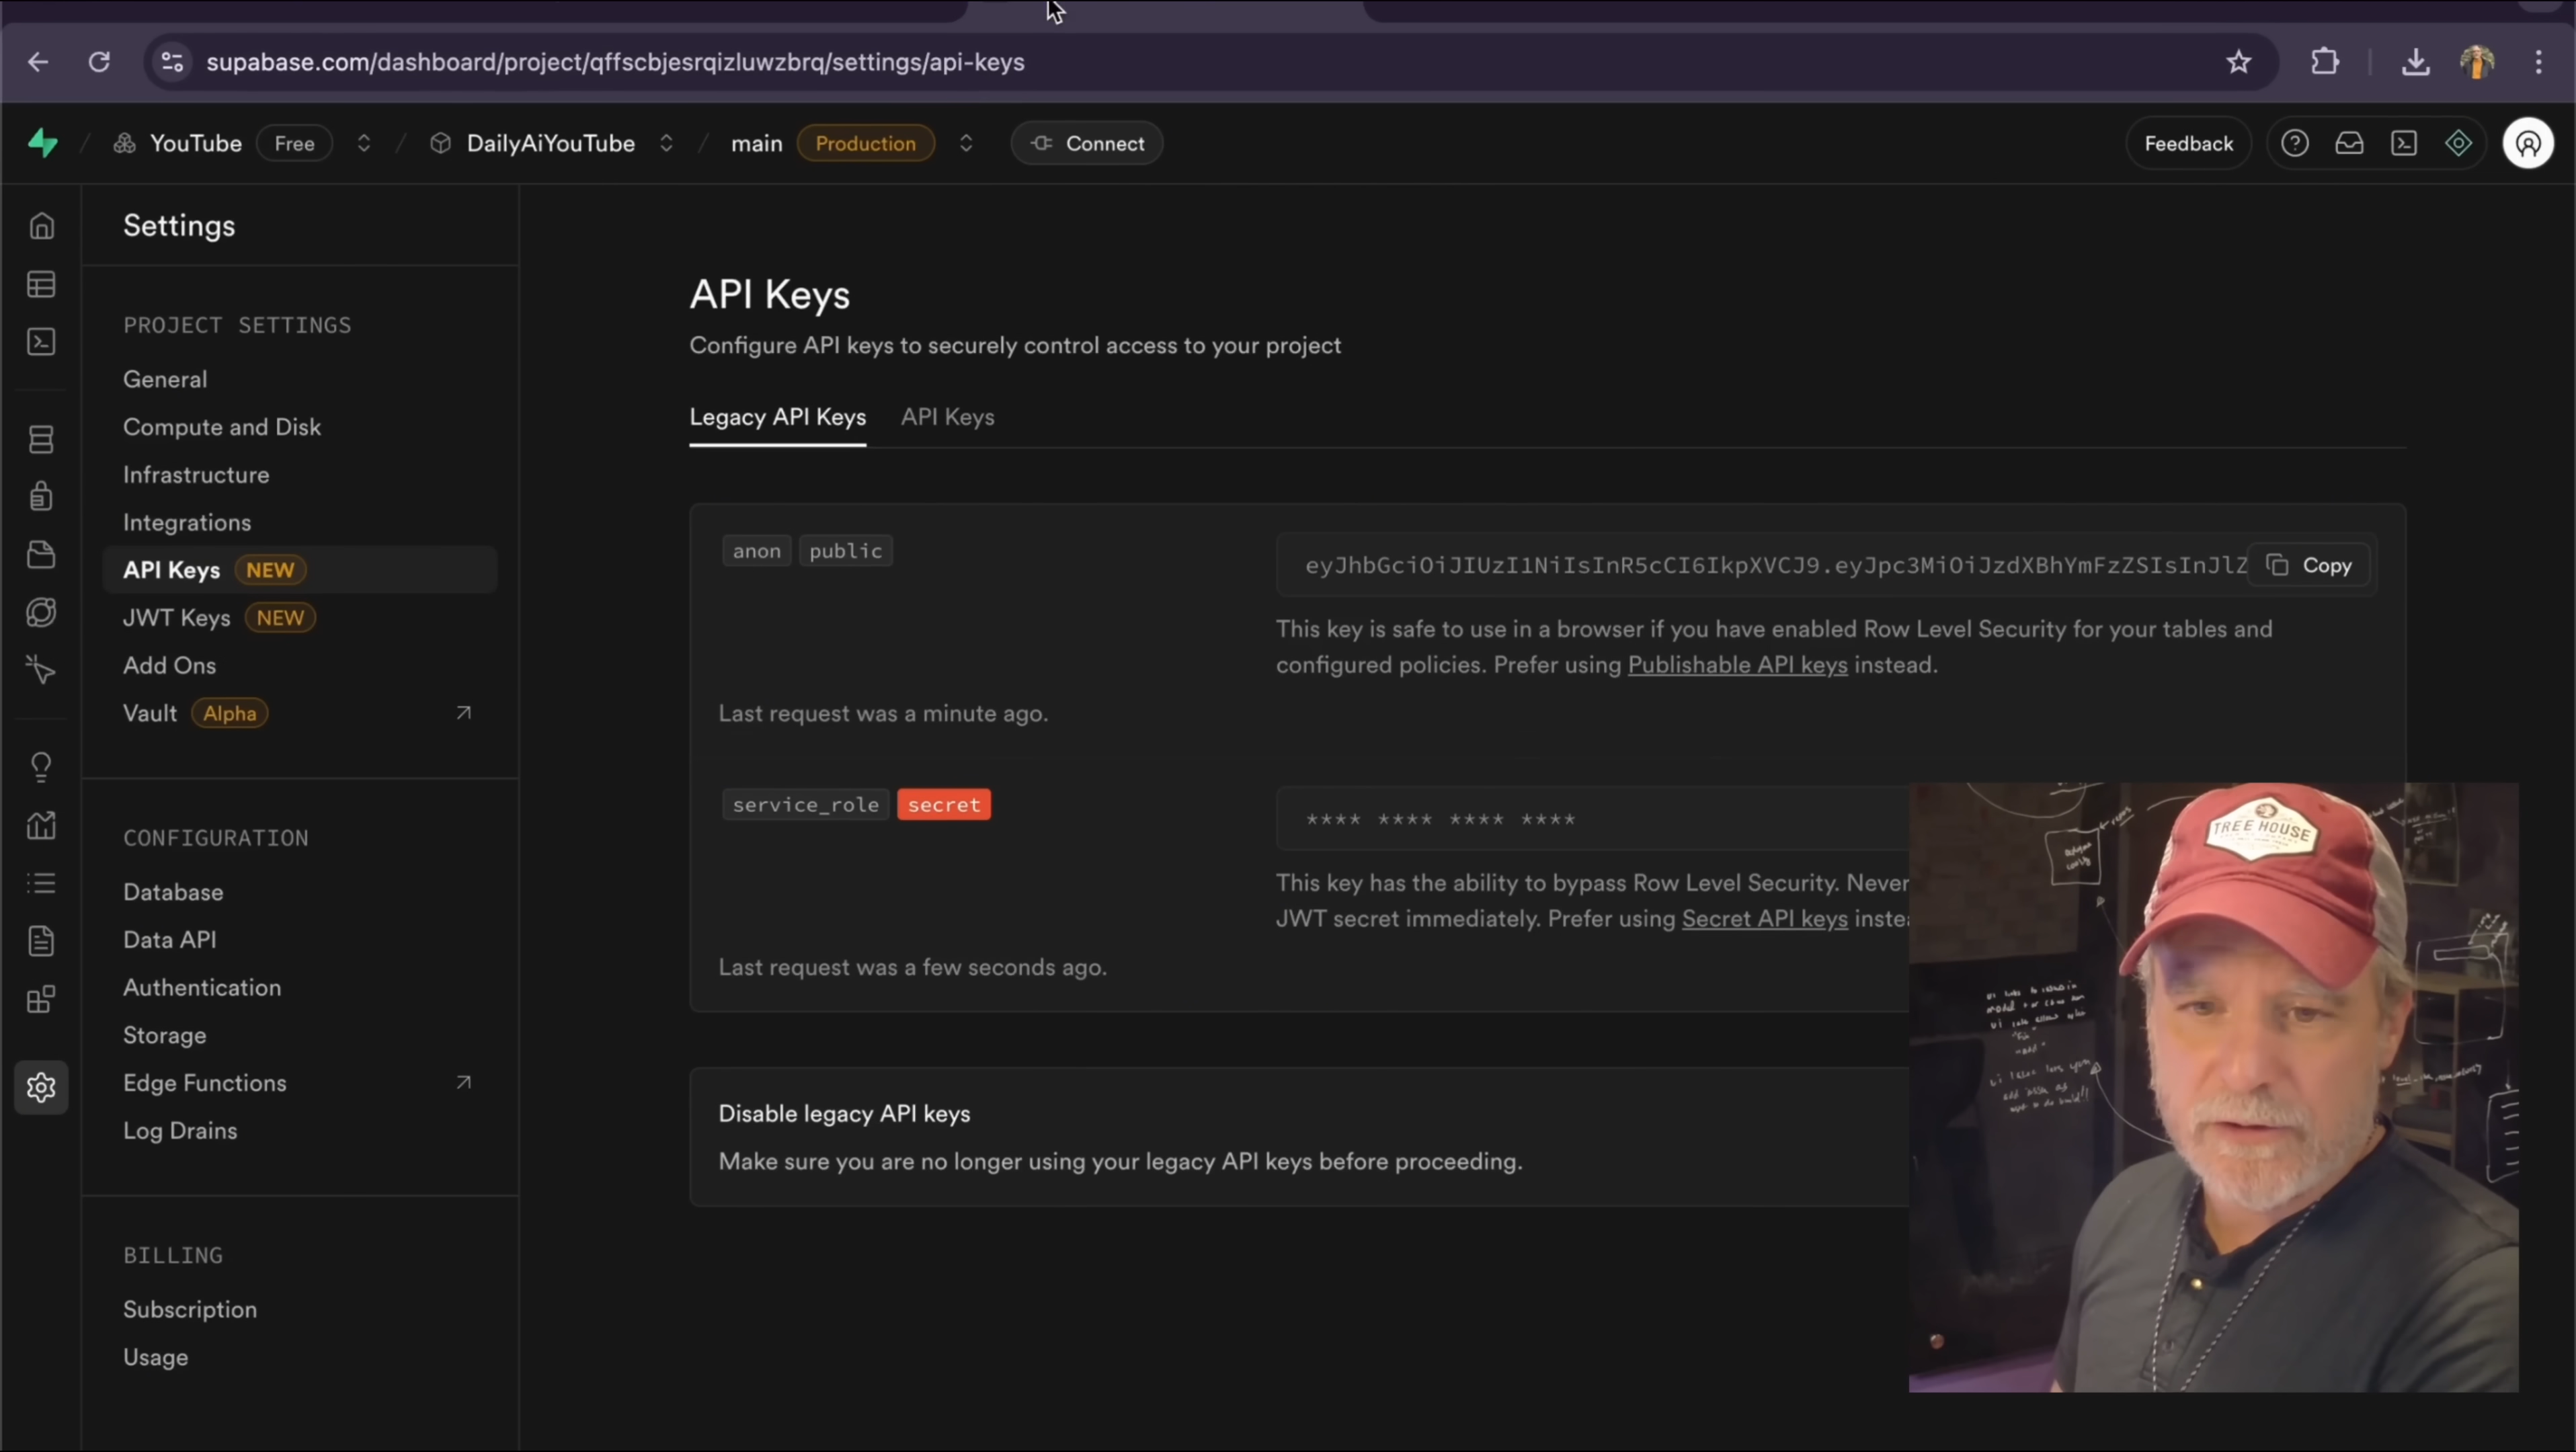 supabase.com/dashboard/project/qffscbjesrqizluwzbrq/settings/api-keys
YouTube Free DailyAiYouTube main Production Connect Feedback
Settings
PROJECT SETTINGS
General
Compute and Disk
Infrastructure
Integrations
API Keys NEW
JWT Keys NEW
Add Ons
Vault Alpha
CONFIGURATION
Database
Data API
Authentication
Storage
Edge Functions
Log Drains
BILLING
Subscription
Usage
API Keys
Configure API keys to securely control access to your project
Legacy API Keys API Keys
anon public
eyJhbGciOiJIUzI1NiIsInR5cCI6IkpXVCJ9.eyJpc3MiOiJzdXBhYmFzZSIsInJlZ Copy
This key is safe to use in a browser if you have enabled Row Level Security for your tables and
configured policies. Prefer using Publishable API keys instead.
Last request was a minute ago.
service_role secret
**** **** **** ****
This key has the ability to bypass Row Level Security. Never
JWT secret immediately. Prefer using Secret API keys instea
Last request was a few seconds ago.
Disable legacy API keys
Make sure you are no longer using your legacy API keys before proceeding.
TREE HOUSE